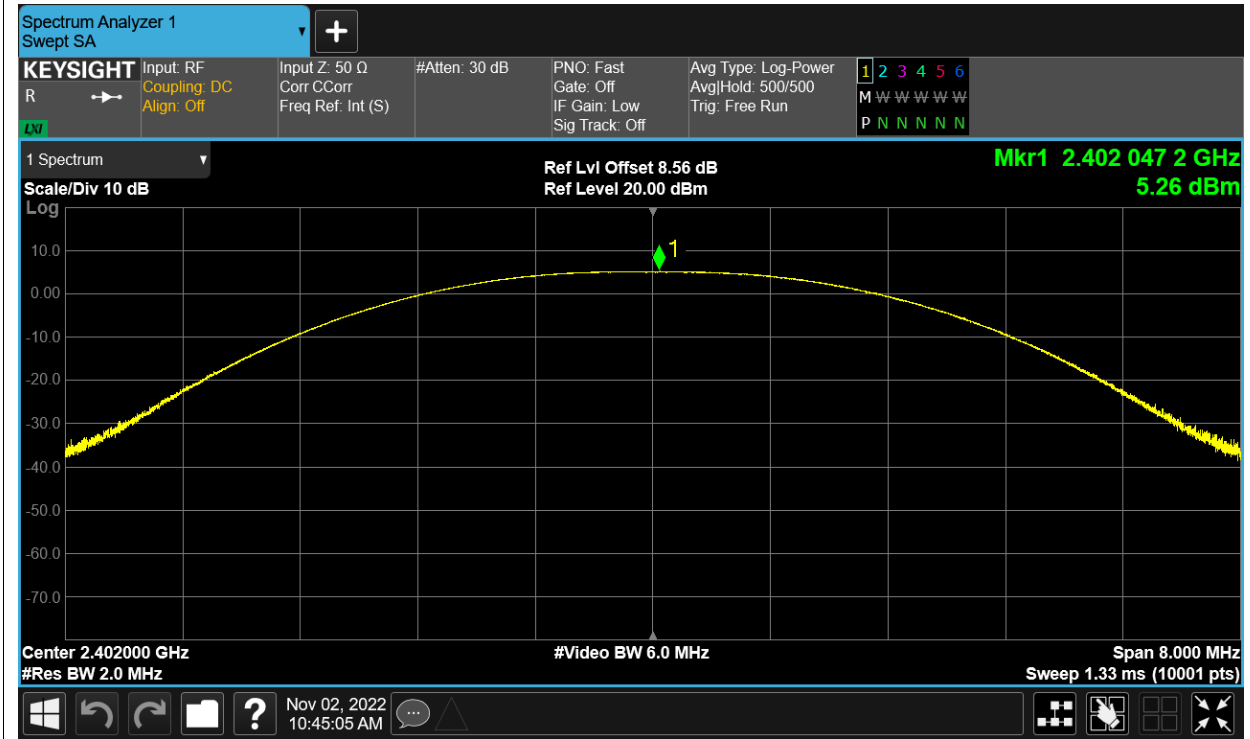 Spectrum Analyzer 1
Swept SA
KEYSIGHT
R
LXI
Input: RF
Coupling: DC
Align: Off
Input Z: 50 Ω
Corr CCorr
Freq Ref: Int (S)
#Atten: 30 dB
PNO: Fast
Gate: Off
IF Gain: Low
Sig Track: Off
Avg Type: Log-Power
Avg|Hold: 500/500
Trig: Free Run
1 2 3 4 5 6
M W W W W W W
P N N N N N N
1 Spectrum
Scale/Div 10 dB
Log
Ref Lvl Offset 8.56 dB
Ref Level 20.00 dBm
Mkr1 2.402 047 2 GHz
5.26 dBm
1
10.0
0.00
-10.0
-20.0
-30.0
-40.0
-50.0
-60.0
-70.0
Center 2.402000 GHz
#Video BW 6.0 MHz
Span 8.000 MHz
#Res BW 2.0 MHz
Sweep 1.33 ms (10001 pts)
?
Nov 02, 2022
10:45:05 AM